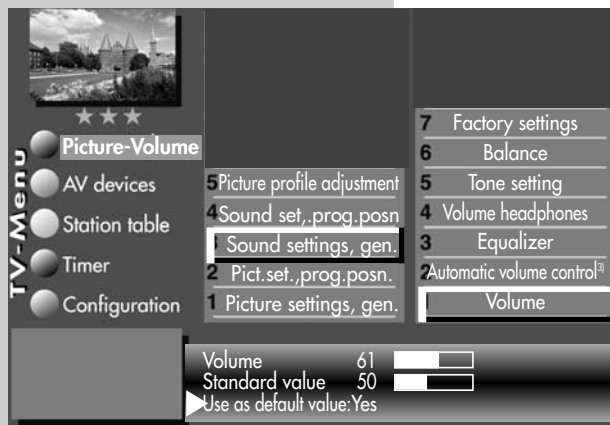 TV-Menu
Picture-Volume
AV devices
Station table
Timer
Configuration
5 Picture profile adjustment
4 Sound set,.prog.posn
3 Sound settings, gen.
2 Pict.set.,prog.posn.
1 Picture settings, gen.
7 Factory settings
6 Balance
5 Tone setting
4 Volume headphones
3 Equalizer
2 Automatic volume control3)
1 Volume
Volume 61
Standard value 50
Use as default value:Yes